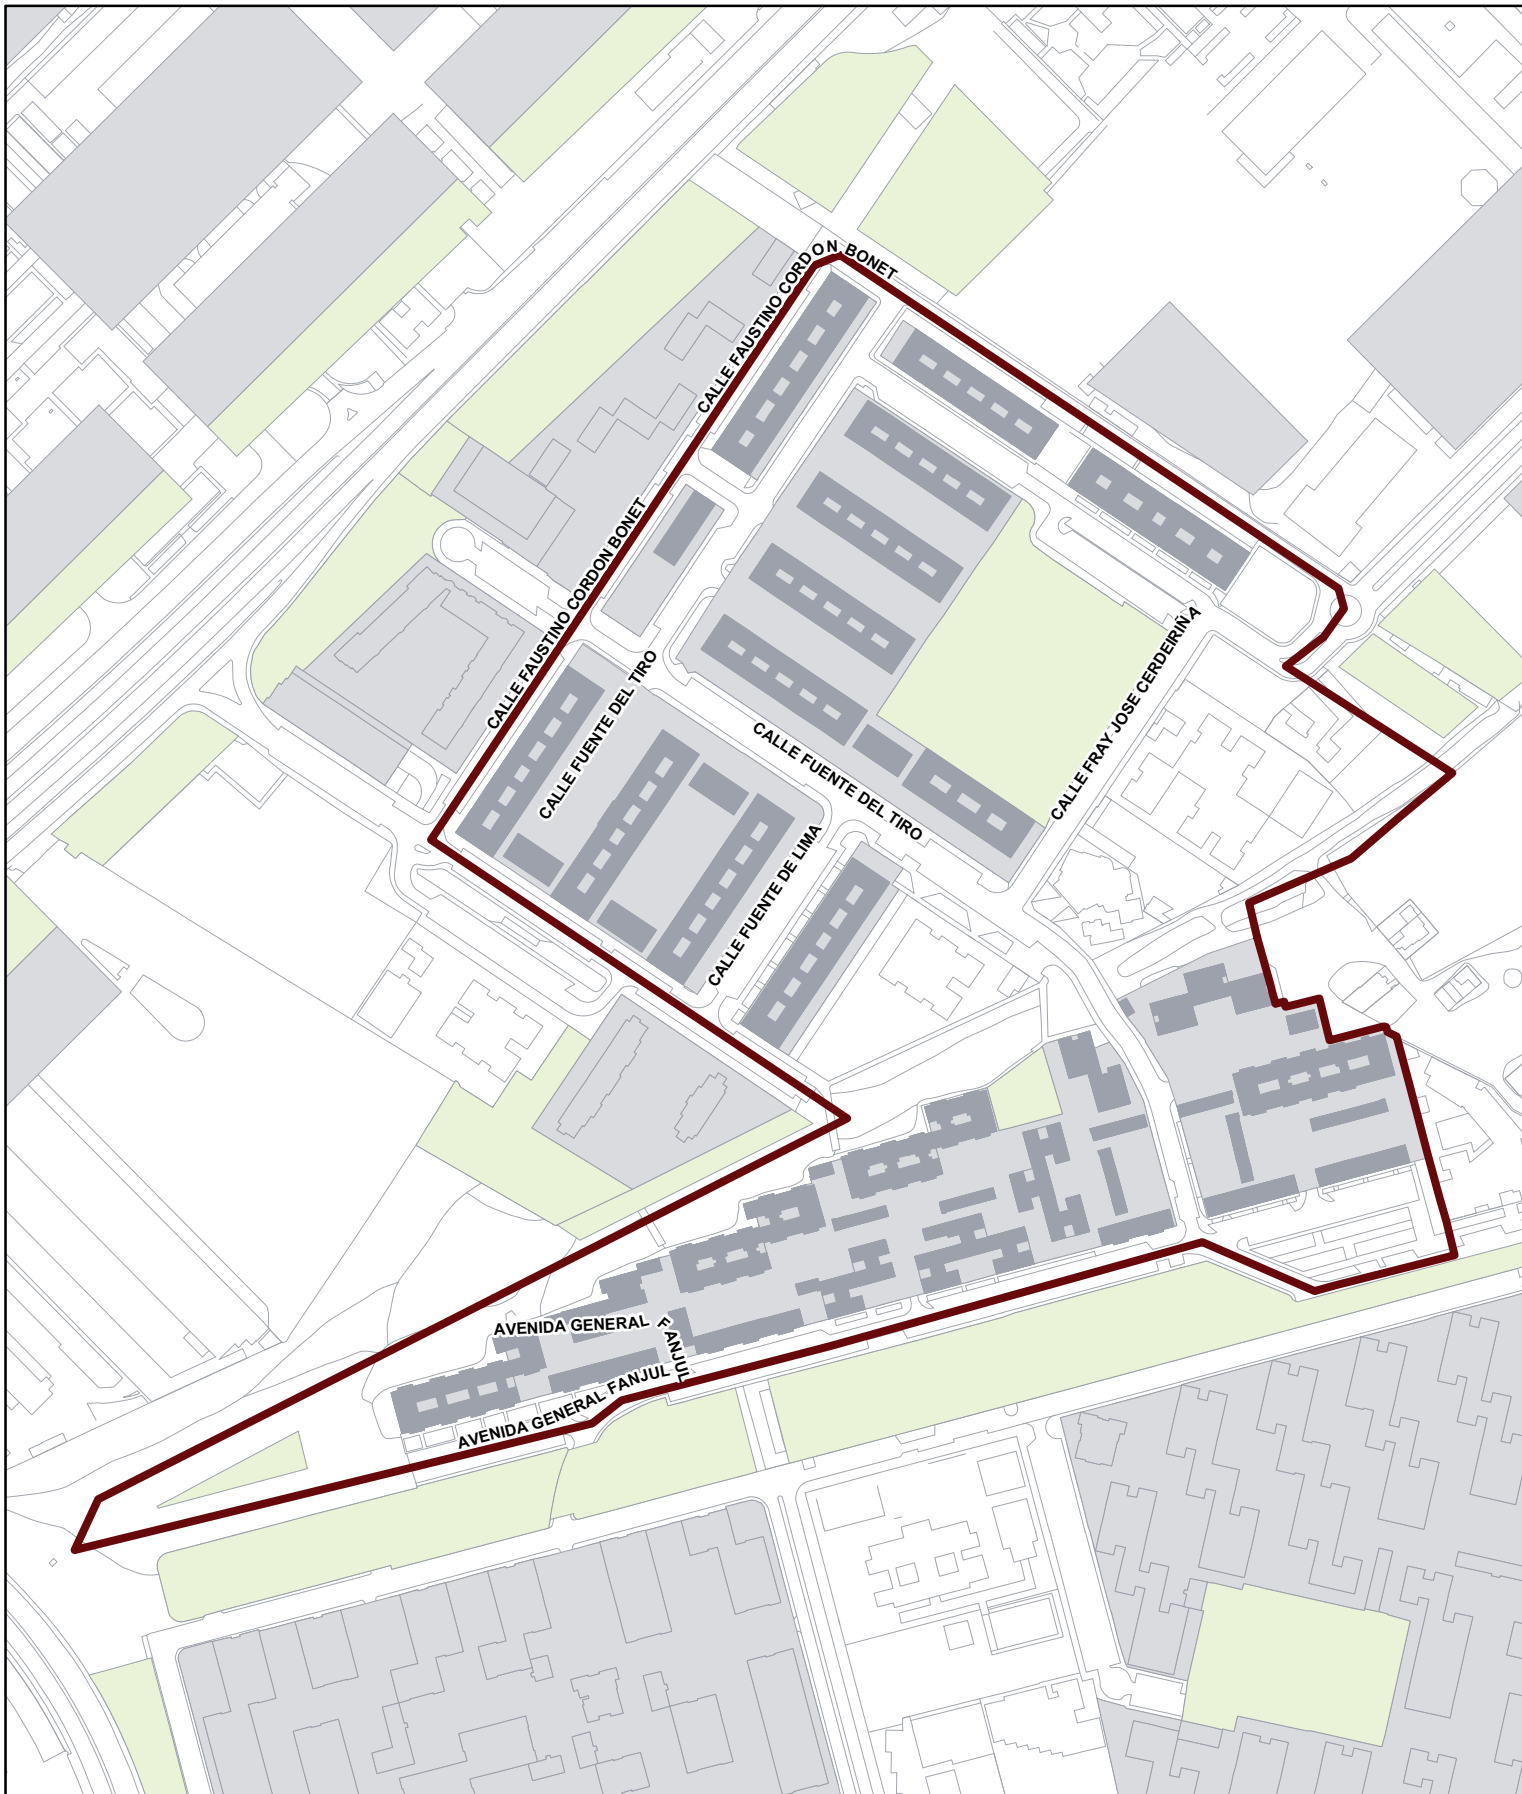 CALLE FAUSTINO CORDON BONET
CALLE FAUSTINO CORDON BONET
CALLE FUENTE DEL TIRO
CALLE FUENTE DEL TIRO
CALLE FRAY JOSE CERDEIRIÑA
CALLE FUENTE DE LIMA
AVENIDA GENERAL FANJUL
AVENIDA GENERAL FANJUL